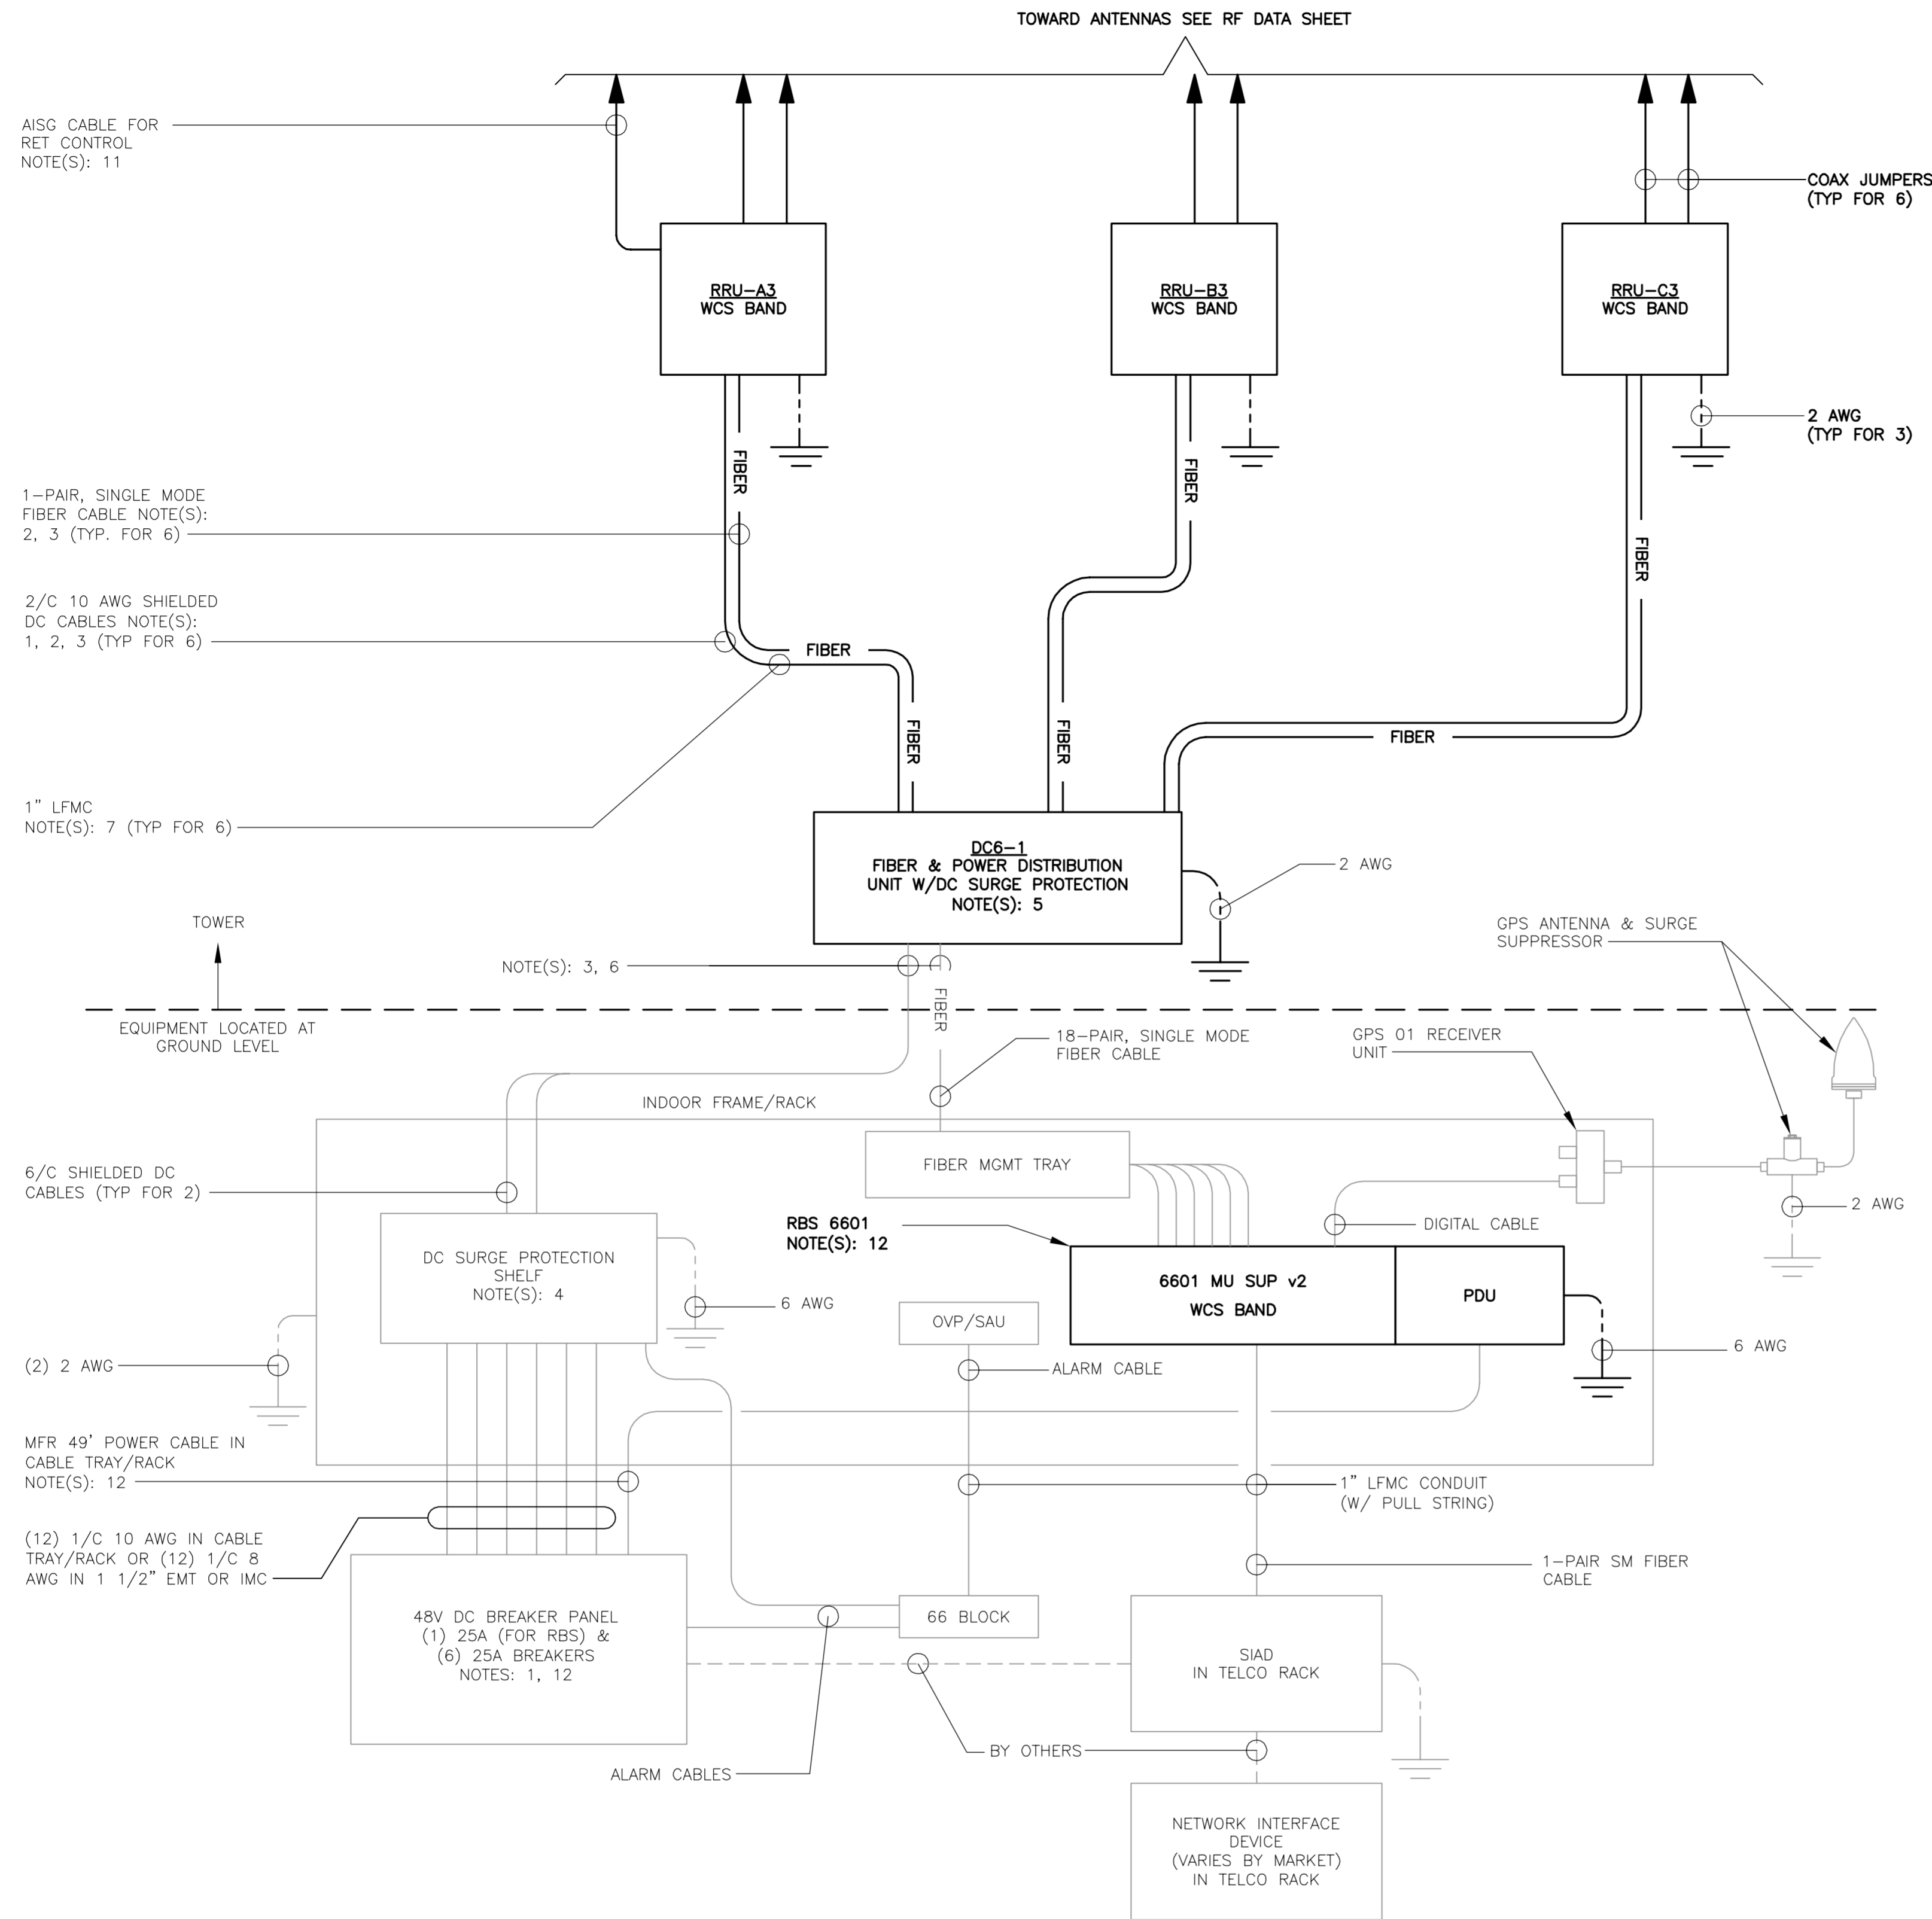 TOWARD ANTENNAS SEE RF DATA SHEET
AISG CABLE FOR
RET CONTROL
NOTE(S): 11
COAX JUMPERS
(TYP FOR 6)
RRU-A3
WCS BAND
RRU-B3
WCS BAND
RRU-C3
WCS BAND
2 AWG
(TYP FOR 3)
FIBER
FIBER
FIBER
1-PAIR, SINGLE MODE
FIBER CABLE NOTE(S):
2, 3 (TYP. FOR 6)
2/C 10 AWG SHIELDED
DC CABLES NOTE(S):
1, 2, 3 (TYP FOR 6)
FIBER
FIBER
FIBER
FIBER
1" LFMC
NOTE(S): 7 (TYP FOR 6)
DC6-1
FIBER & POWER DISTRIBUTION
UNIT W/DC SURGE PROTECTION
NOTE(S): 5
2 AWG
TOWER
GPS ANTENNA & SURGE
SUPPRESSOR
NOTE(S): 3, 6
FIBER
EQUIPMENT LOCATED AT
GROUND LEVEL
18-PAIR, SINGLE MODE
FIBER CABLE
GPS 01 RECEIVER
UNIT
INDOOR FRAME/RACK
FIBER MGMT TRAY
6/C SHIELDED DC
CABLES (TYP FOR 2)
2 AWG
RBS 6601
NOTE(S): 12
DIGITAL CABLE
DC SURGE PROTECTION
SHELF
NOTE(S): 4
6601 MU SUP v2
WCS BAND
PDU
6 AWG
OVP/SAU
6 AWG
(2) 2 AWG
ALARM CABLE
MFR 49' POWER CABLE IN
CABLE TRAY/RACK
NOTE(S): 12
1" LFMC CONDUIT
(W/ PULL STRING)
(12) 1/C 10 AWG IN CABLE
TRAY/RACK OR (12) 1/C 8
AWG IN 1 1/2" EMT OR IMC
1-PAIR SM FIBER
CABLE
48V DC BREAKER PANEL
(1) 25A (FOR RBS) &
(6) 25A BREAKERS
NOTES: 1, 12
66 BLOCK
SIAD
IN TELCO RACK
BY OTHERS
ALARM CABLES
NETWORK INTERFACE
DEVICE
(VARIES BY MARKET)
IN TELCO RACK